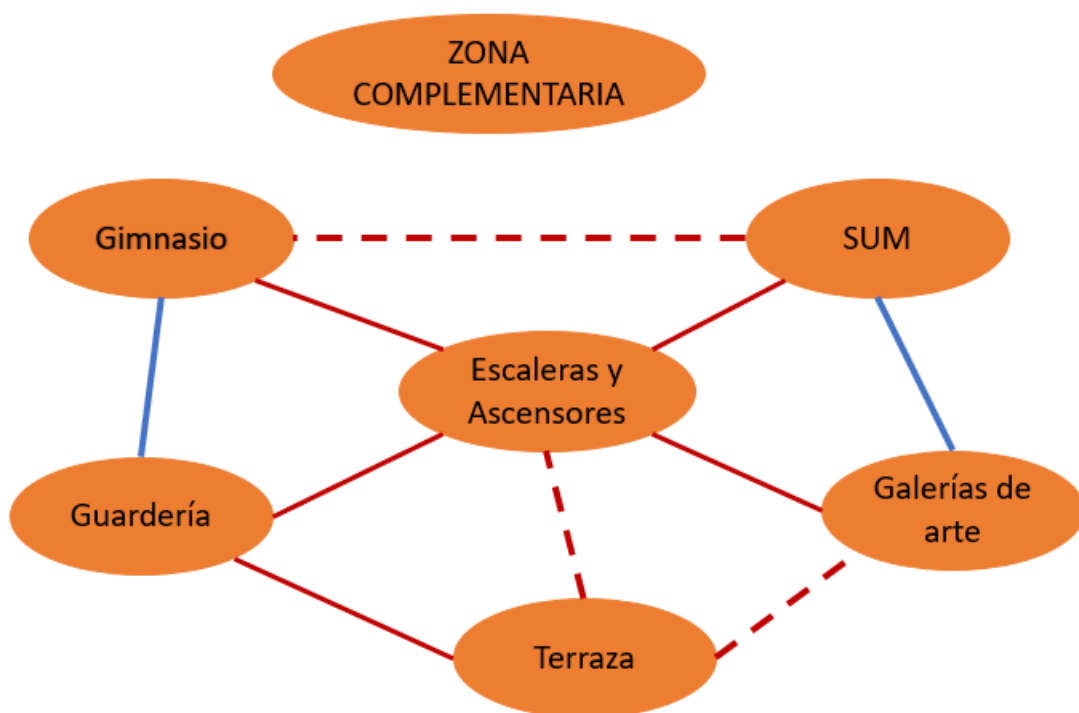 ZONA
COMPLEMENTARIA
Gimnasio
SUM
Escaleras y
Ascensores
Guardería
Galerías de
arte
Terraza